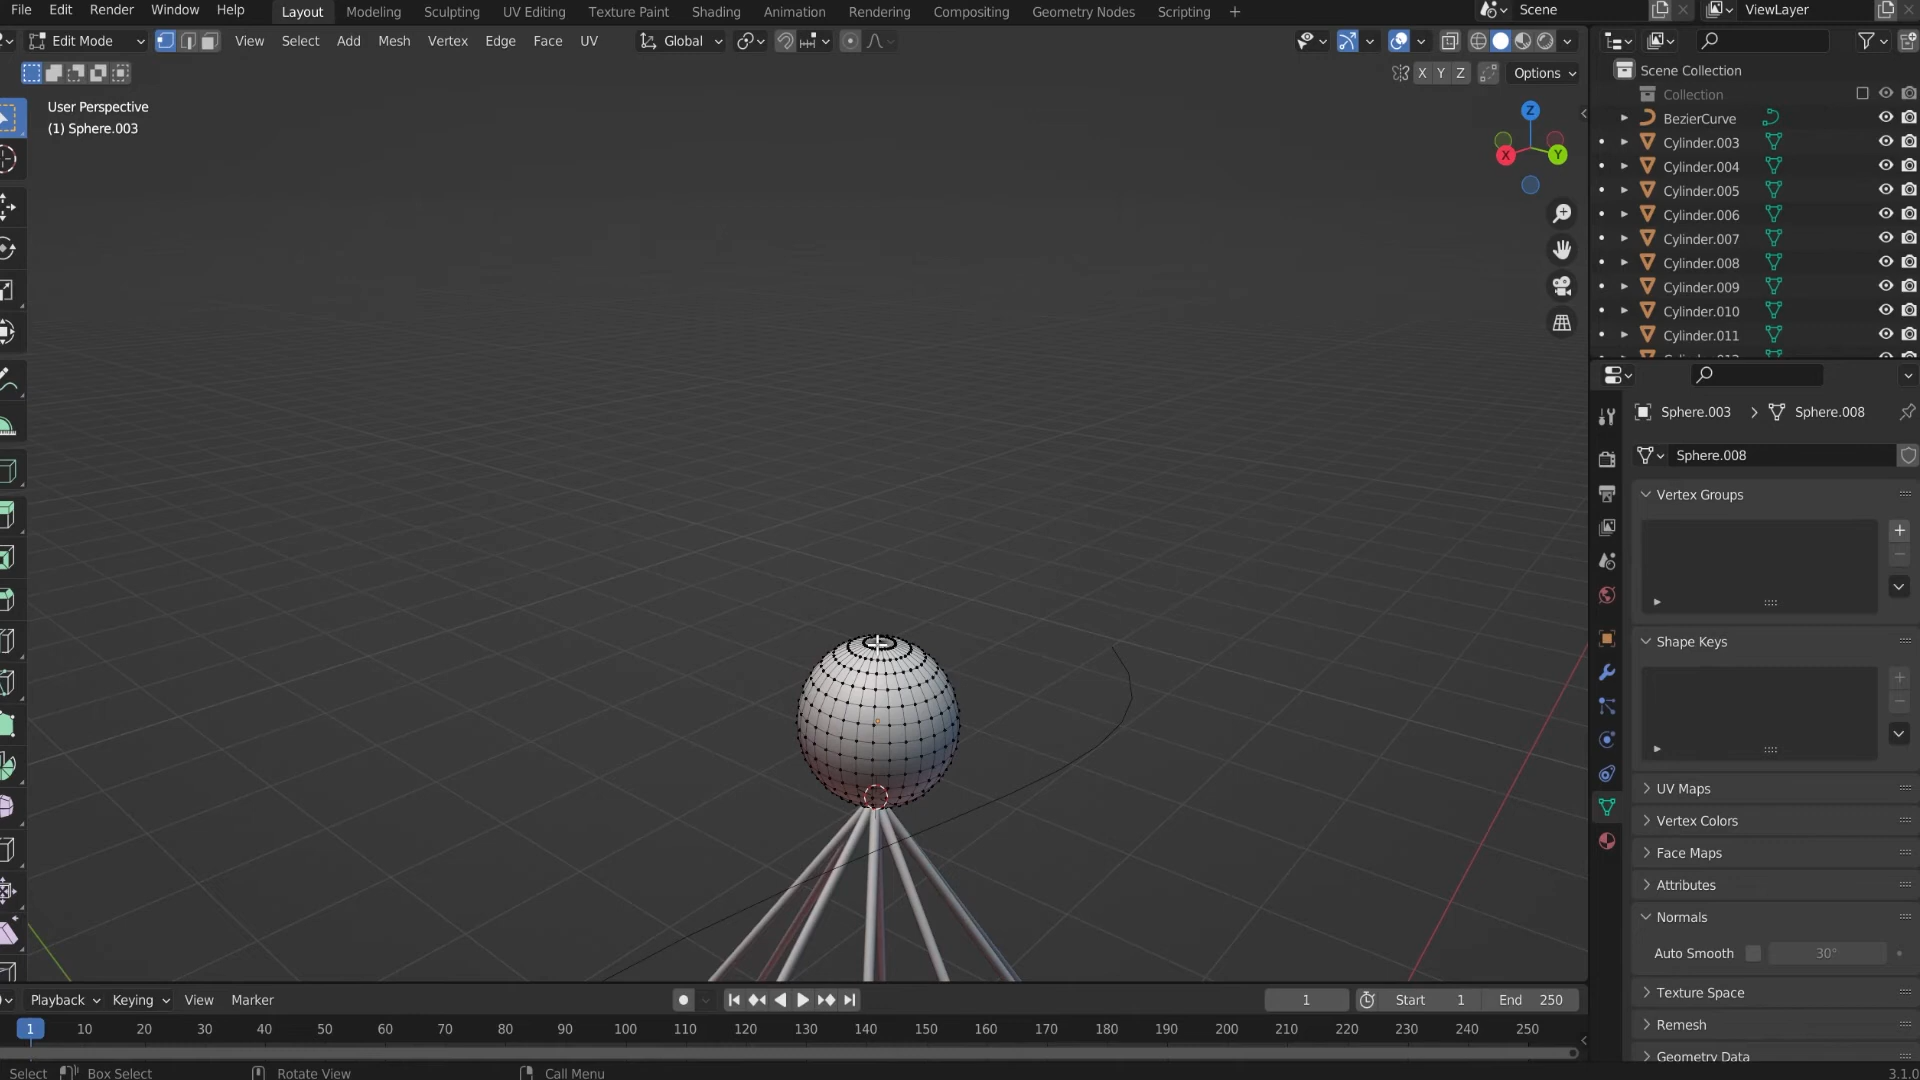 File Edit Render Window Help Layout Modeling Sculpting UV Editing Texture Paint Shading Animation Rendering Compositing Geometry Nodes Scripting + Scene ViewLayer
Edit Mode View Select Add Mesh Vertex Edge Face UV Global
X Y Z Options
User Perspective
(1) Sphere.003
Z
X
Y
Scene Collection
Collection
BezierCurve
Cylinder.003
Cylinder.004
Cylinder.005
Cylinder.006
Cylinder.007
Cylinder.008
Cylinder.009
Cylinder.010
Cylinder.011
Sphere.003 > Sphere.008
Sphere.008
Vertex Groups
Shape Keys
UV Maps
Vertex Colors
Face Maps
Attributes
Normals
Auto Smooth 30°
Texture Space
Remesh
Geometry Data
Playback Keying View Marker 1 Start 1 End 250
1 10 20 30 40 50 60 70 80 90 100 110 120 130 140 150 160 170 180 190 200 210 220 230 240 250
Select Box Select Rotate View Call Menu 3.1.0